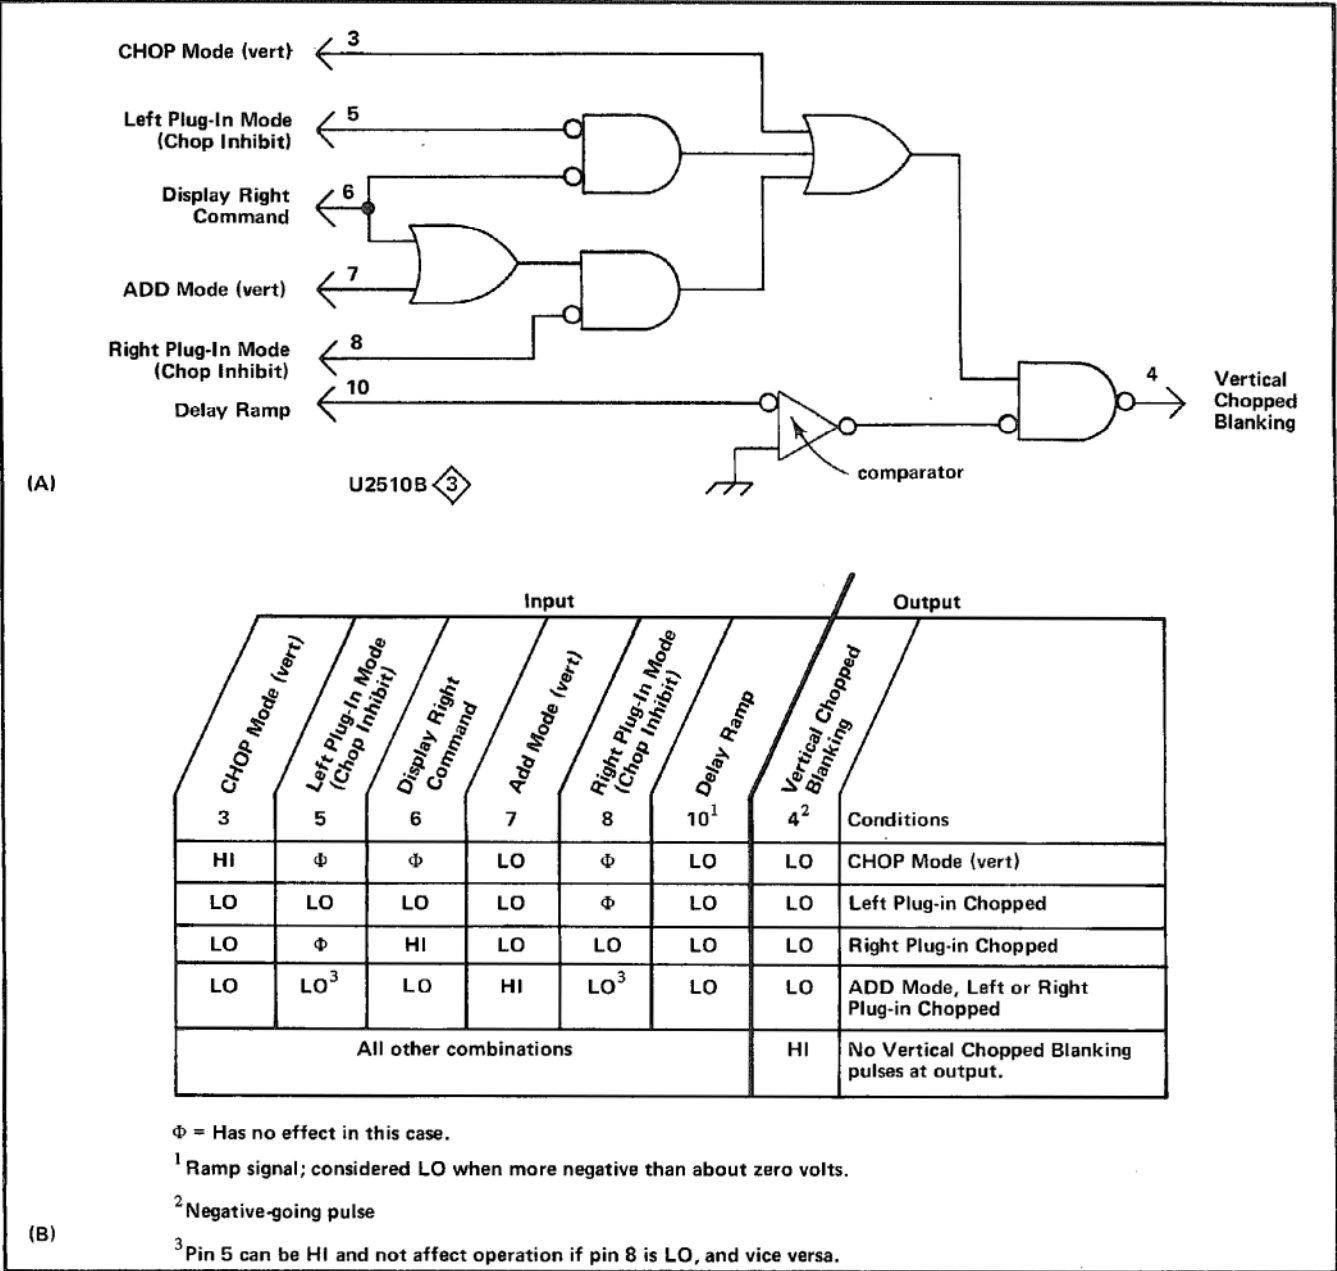 CHOP Mode (vert)
3
Left Plug-In Mode
(Chop Inhibit)
5
Display Right
Command
6
ADD Mode (vert)
7
Right Plug-In Mode
(Chop Inhibit)
8
Delay Ramp
10
4
Vertical
Chopped
Blanking
comparator
(A)
U2510B 3
Input
Output
CHOP Mode (vert)
Left Plug-In Mode
(Chop Inhibit)
Display Right
Command
Add Mode (vert)
Right Plug-In Mode
(Chop Inhibit)
Delay Ramp
Vertical Chopped
Blanking
3 5 6 7 8 10¹ 4² Conditions
HI Φ Φ LO Φ LO LO CHOP Mode (vert)
LO LO LO LO Φ LO LO Left Plug-in Chopped
LO Φ HI LO LO LO LO Right Plug-in Chopped
LO LO³ LO HI LO³ LO LO ADD Mode, Left or Right
Plug-in Chopped
All other combinations HI No Vertical Chopped Blanking
pulses at output.
Φ = Has no effect in this case.
¹Ramp signal; considered LO when more negative than about zero volts.
²Negative-going pulse
(B)
³Pin 5 can be HI and not affect operation if pin 8 is LO, and vice versa.